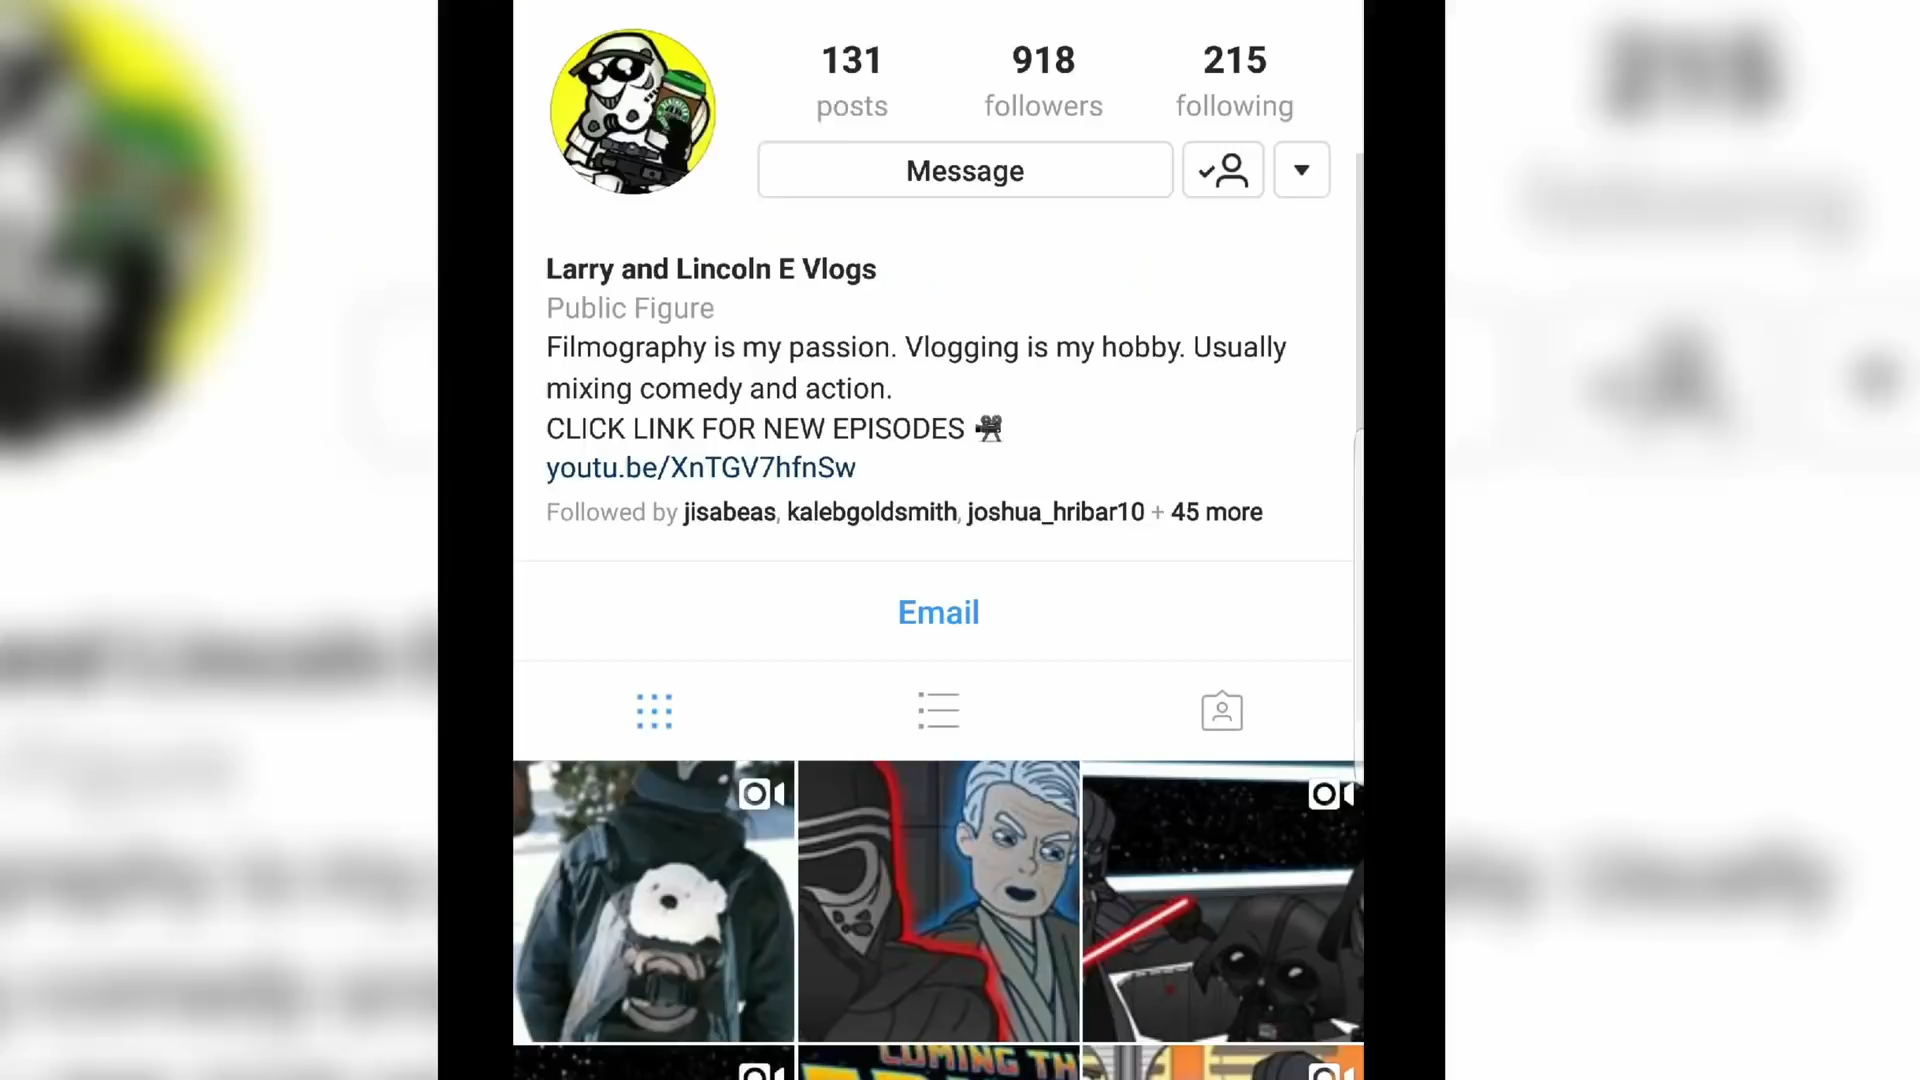 131 918 215
posts followers following
Message
Larry and Lincoln E Vlogs
Public Figure
Filmography is my passion. Vlogging is my hobby. Usually
mixing comedy and action.
CLICK LINK FOR NEW EPISODES
youtu.be/XnTGV7hfnSw
Followed by jisabeas, kalebgoldsmith, joshua_hribar10 + 45 more
Email
COMING TH